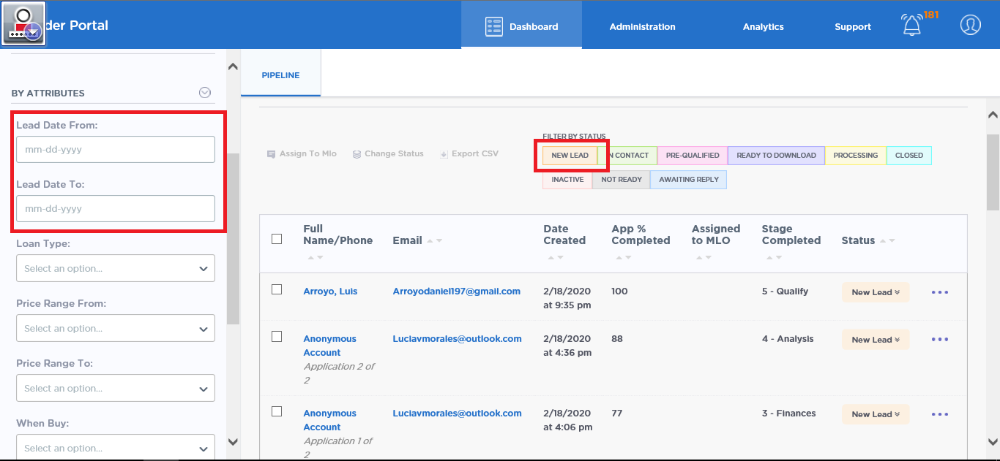 der Portal
Dashboard
Administration
Analytics
Support
181
BY ATTRIBUTES
Lead Date From:
mm-dd-yyyy
Lead Date To:
mm-dd-yyyy
Loan Type:
Select an option...
Price Range From:
Select an option...
Price Range To:
Select an option...
When Buy:
Select an option...
PIPELINE
Assign To Mlo Change Status Export CSV
FILTER BY STATUS
NEW LEAD N CONTACT PRE-QUALIFIED READY TO DOWNLOAD PROCESSING CLOSED
INACTIVE NOT READY AWAITING REPLY
Full Name/Phone
Email
Date Created
App % Completed
Assigned to MLO
Stage Completed
Status
Arroyo, Luis
Arroyodaniel197@gmail.com
2/18/2020
at 9:35 pm
100
5 - Qualify
New Lead
Anonymous
Account
Application 2 of
2
Luciavmorales@outlook.com
2/18/2020
at 4:36 pm
88
4 - Analysis
New Lead
Anonymous
Account
Application 1 of
2
Luciavmorales@outlook.com
2/18/2020
at 4:06 pm
77
3 - Finances
New Lead